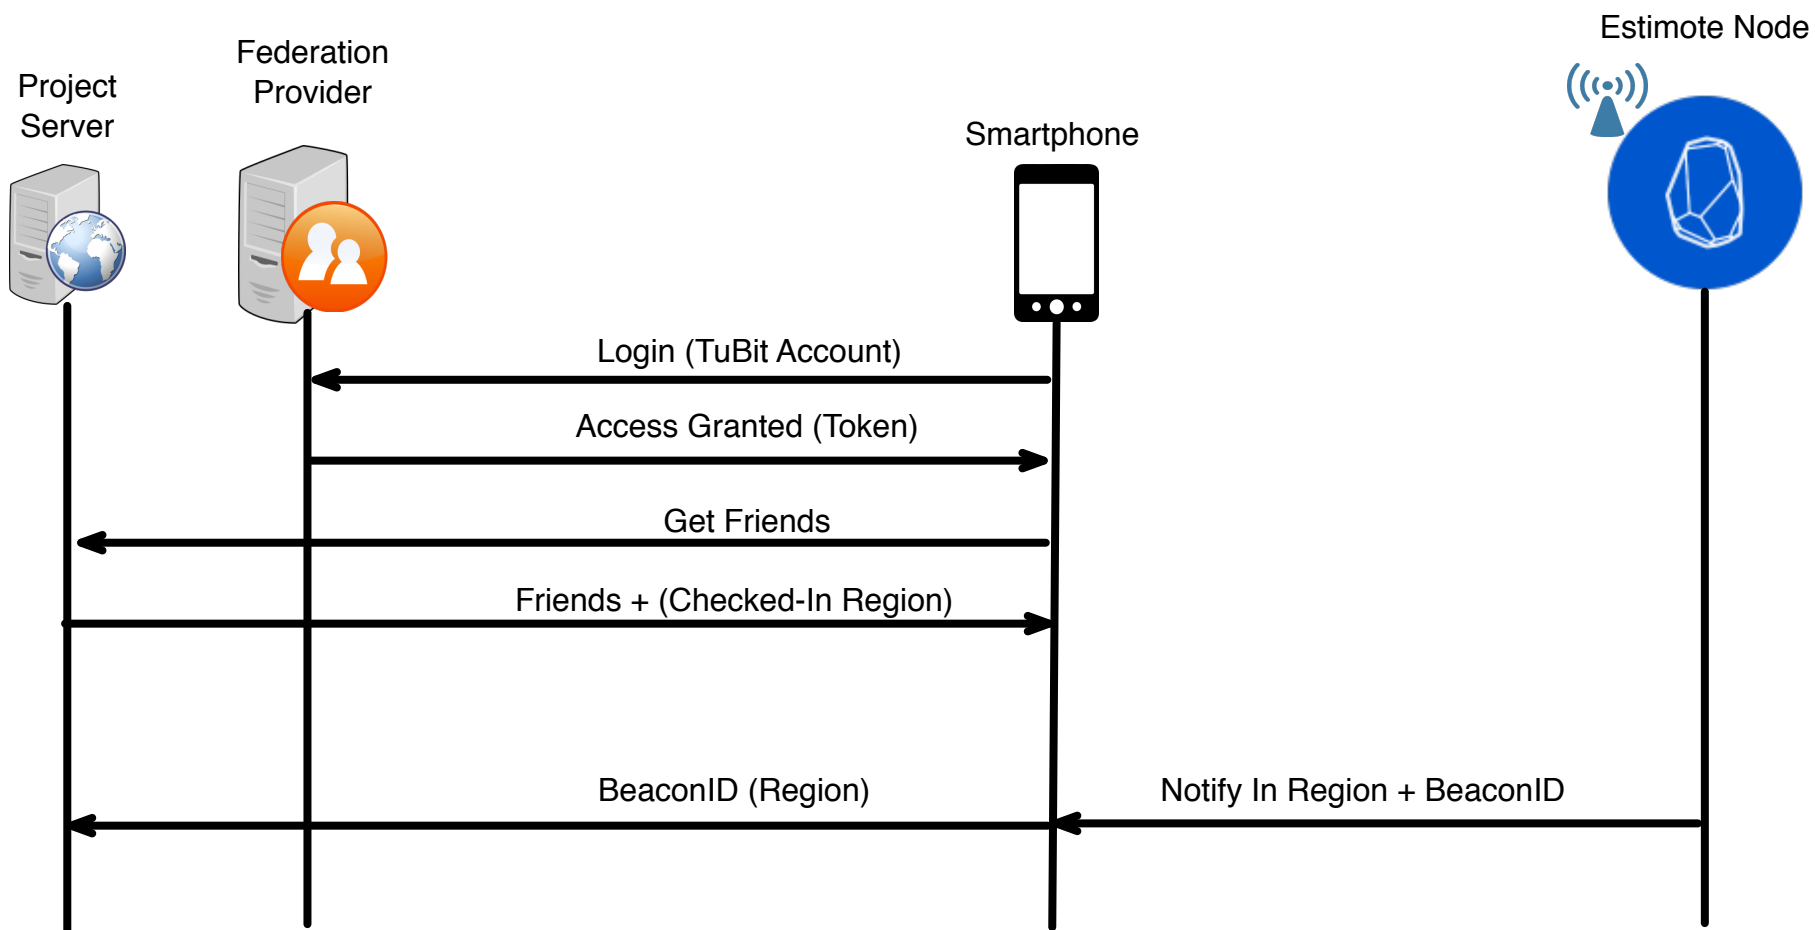 Estimote Node
Federation
Provider
Project
Server
Smartphone
Login (TuBit Account)
Access Granted (Token)
Get Friends
Friends + (Checked-In Region)
BeaconID (Region)
Notify In Region + BeaconID